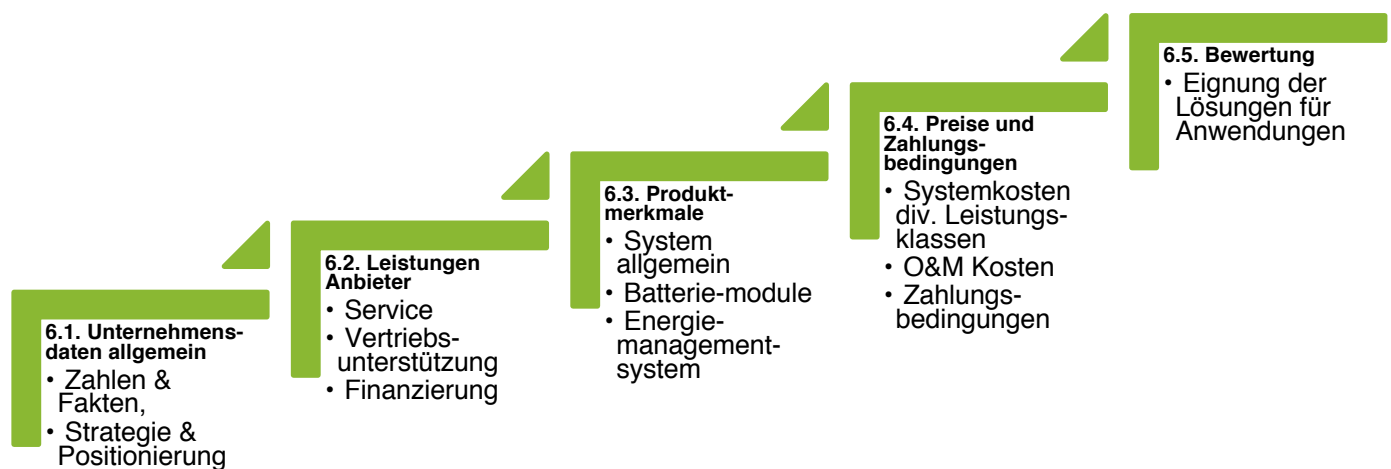 6.1. Unternehmens-
daten allgemein
• Zahlen &
Fakten,
• Strategie &
Positionierung
6.2. Leistungen
Anbieter
• Service
• Vertriebs-
unterstützung
• Finanzierung
6.3. Produkt-
merkmale
• System
allgemein
• Batterie-module
• Energie-
management-
system
6.4. Preise und
Zahlungs-
bedingungen
• Systemkosten
div. Leistungs-
klassen
• O&M Kosten
• Zahlungs-
bedingungen
6.5. Bewertung
• Eignung der
Lösungen für
Anwendungen